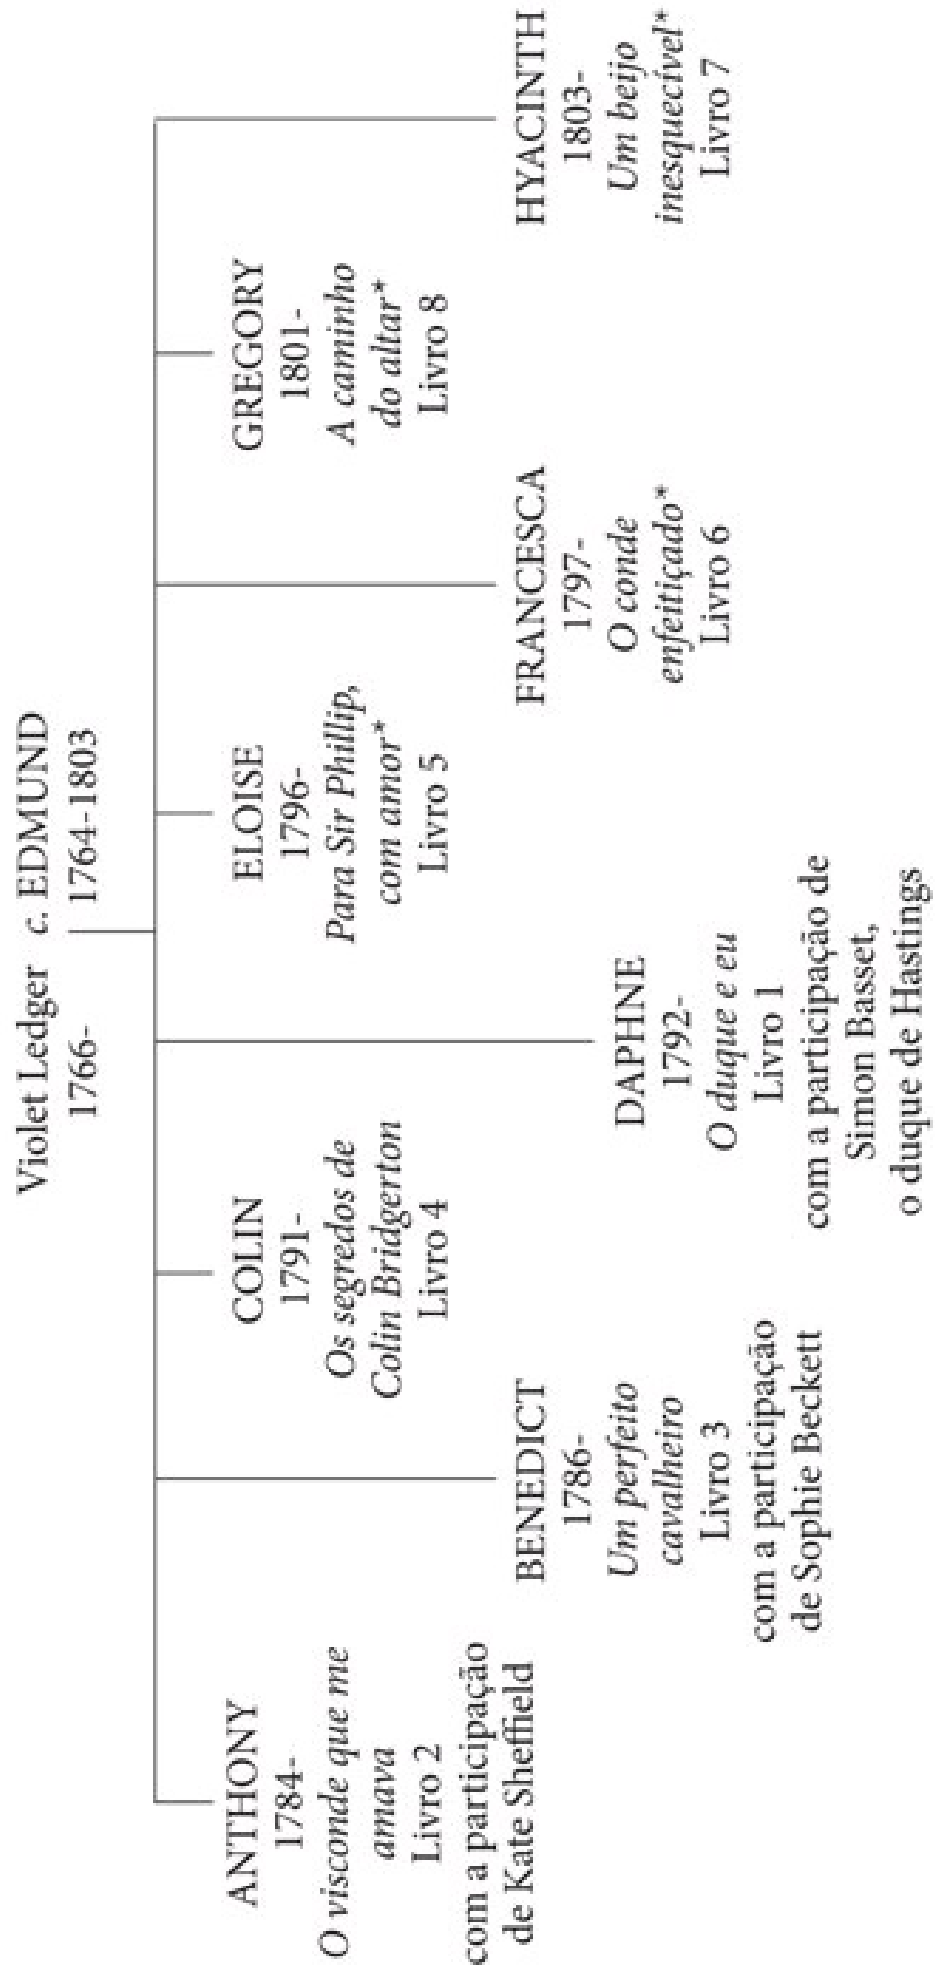 Violet Ledger c. EDMUND
1766- 1764-1803
ANTHONY
1784-
O visconde que me
amava
Livro 2
com a participação
de Kate Sheffield
BENEDICT
1786-
Um perfeito
cavalheiro
Livro 3
com a participação
de Sophie Beckett
COLIN
1791-
Os segredos de
Colin Bridgerton
Livro 4
DAPHNE
1792-
O duque e eu
Livro 1
com a participação de
Simon Basset,
o duque de Hastings
ELOISE
1796-
Para Sir Phillip,
com amor*
Livro 5
FRANCESCA
1797-
O conde
enfeitiçado*
Livro 6
GREGORY
1801-
A caminho
do altar*
Livro 8
HYACINTH
1803-
Um beijo
inesquecível*
Livro 7